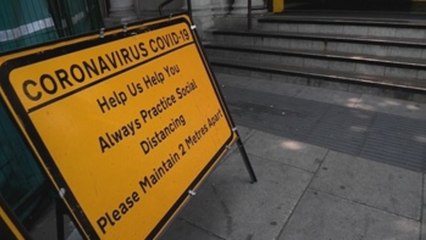 CORONAVIRUS COVID-19
Help Us Help You
Always Practice Social
Distancing
Please Maintain 2 Metres Apart